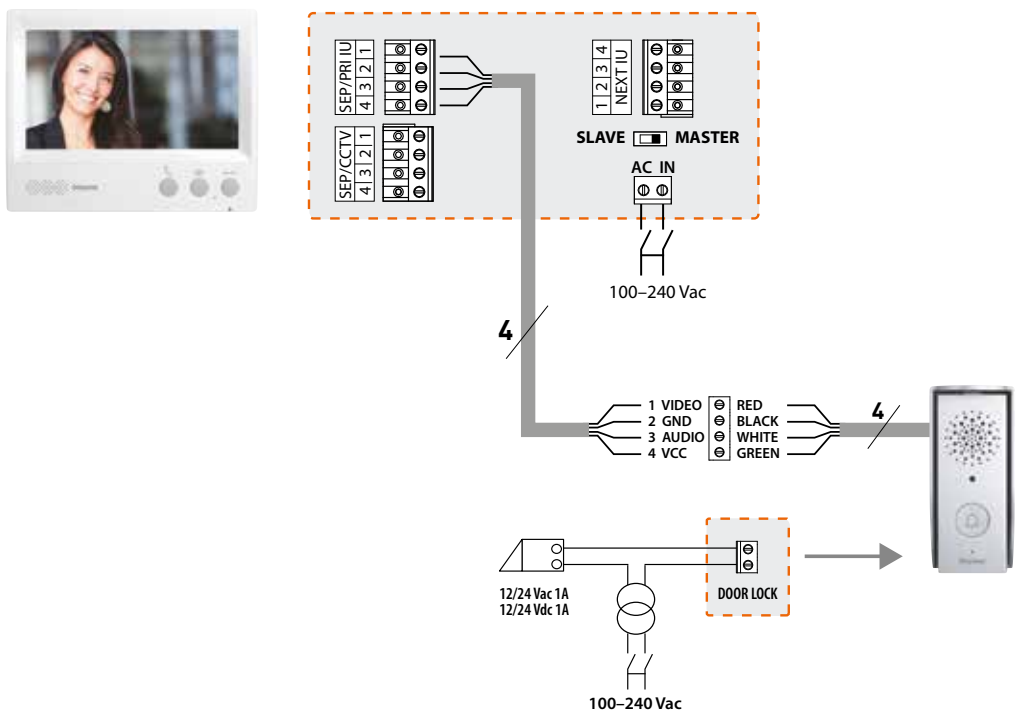 SEP/PRI IU
4 3 2 1
SEP/CCTV
4 3 2 1
1 2 3 4
NEXT IU
SLAVE MASTER
AC IN
100–240 Vac
4
1 VIDEO RED
2 GND BLACK
3 AUDIO WHITE
4 VCC GREEN
4
12/24 Vac 1A
12/24 Vdc 1A
DOOR LOCK
100–240 Vac